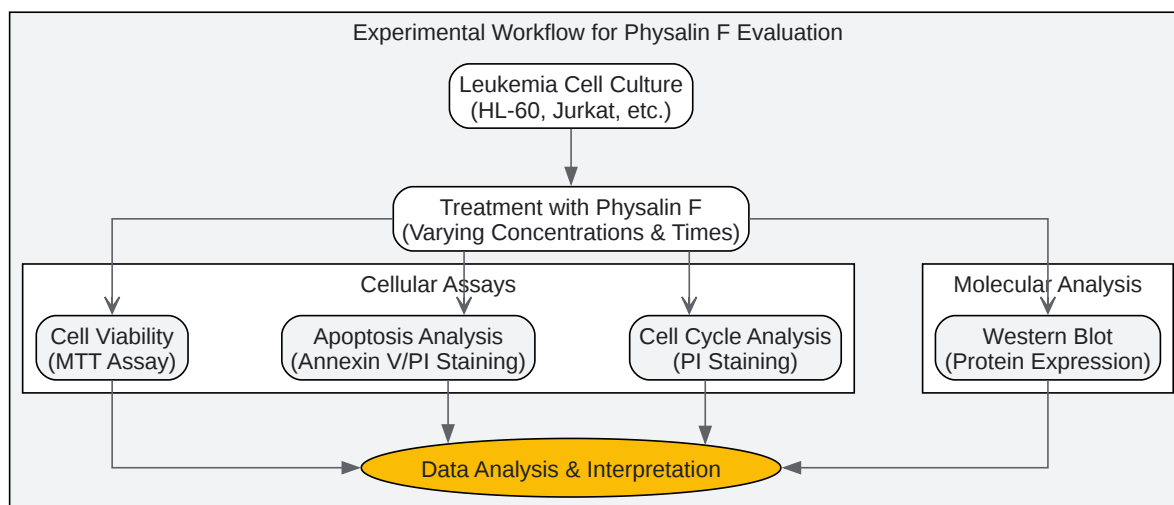 Experimental Workflow for Physalin F Evaluation
Leukemia Cell Culture
(HL-60, Jurkat, etc.)
Treatment with Physalin F
(Varying Concentrations & Times)
Cellular Assays
Molecular Analysis
Cell Viability
(MTT Assay)
Apoptosis Analysis
(Annexin V/PI Staining)
Cell Cycle Analysis
(PI Staining)
Western Blot
(Protein Expression)
Data Analysis & Interpretation